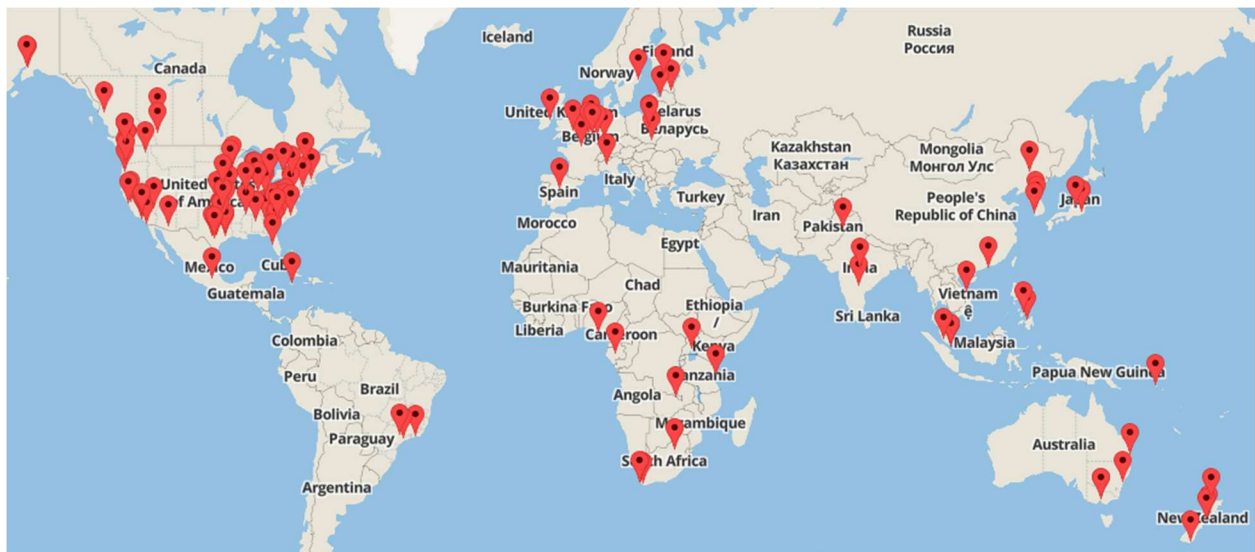 Iceland
Russia
Россия
Canada
Norway
Finland
United Kingdom
Belarus
Беларусь
Belgium
Kazakhstan
Казахстан
Mongolia
Монгол Улс
Italy
Spain
Turkey
United States
of America
People's
Republic of China
Japan
Iran
Pakistan
Morocco
Egypt
Mexico
Cuba
India
Mauritania
Guatemala
Chad
Vietnam
Burkina Faso
Ethiopia
/
Sri Lanka
ệ
Liberia
Cameroon
Colombia
Kenya
Malaysia
Peru
Brazil
Tanzania
Papua New Guinea
Angola
Bolivia
Mozambique
Paraguay
Australia
South Africa
Argentina
New Zealand